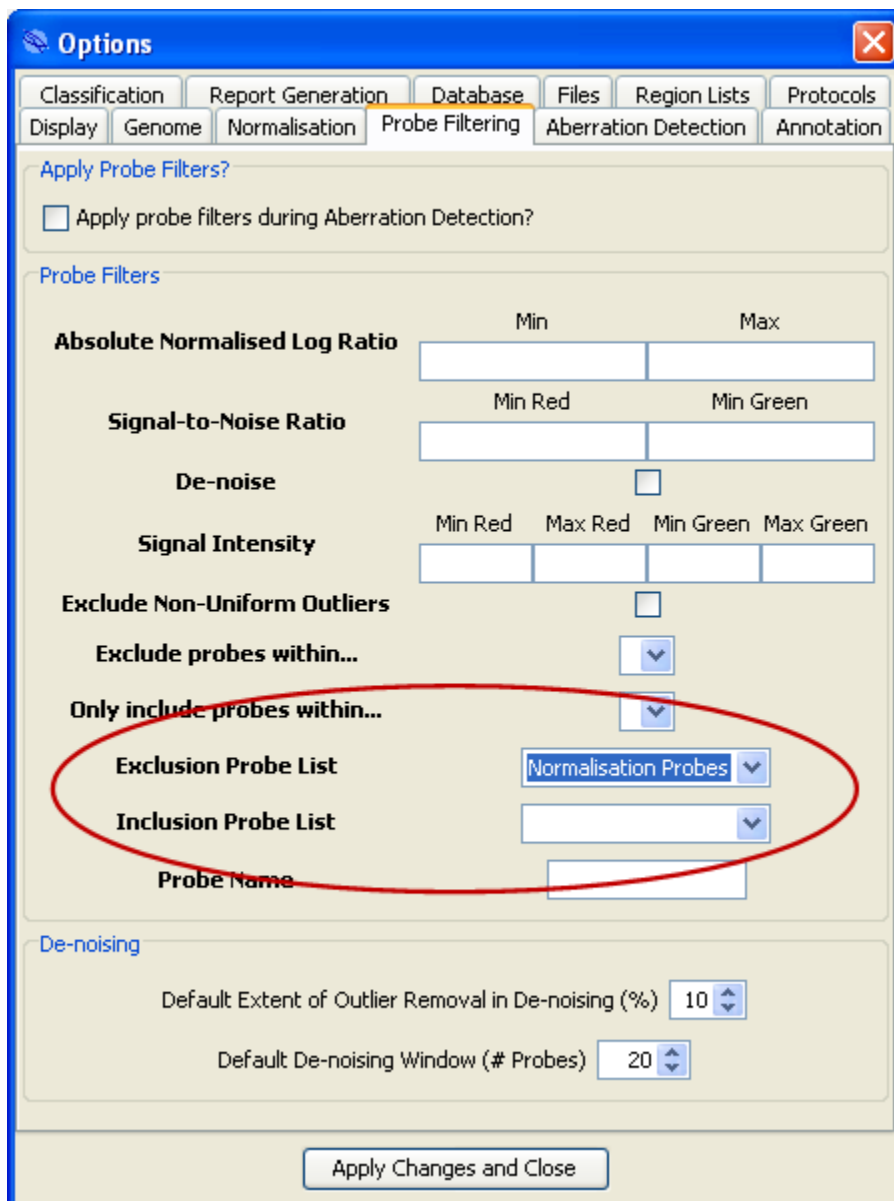 Options
Classification Report Generation Database Files Region Lists Protocols
Display Genome Normalisation Probe Filtering Aberration Detection Annotation
Apply Probe Filters?
Apply probe filters during Aberration Detection?
Probe Filters
Min Max
Absolute Normalised Log Ratio
Min Red Min Green
Signal-to-Noise Ratio
De-noise
Min Red Max Red Min Green Max Green
Signal Intensity
Exclude Non-Uniform Outliers
Exclude probes within...
Only include probes within...
Exclusion Probe List Normalisation Probes
Inclusion Probe List
Probe Name
De-noising
Default Extent of Outlier Removal in De-noising (%) 10
Default De-noising Window (# Probes) 20
Apply Changes and Close